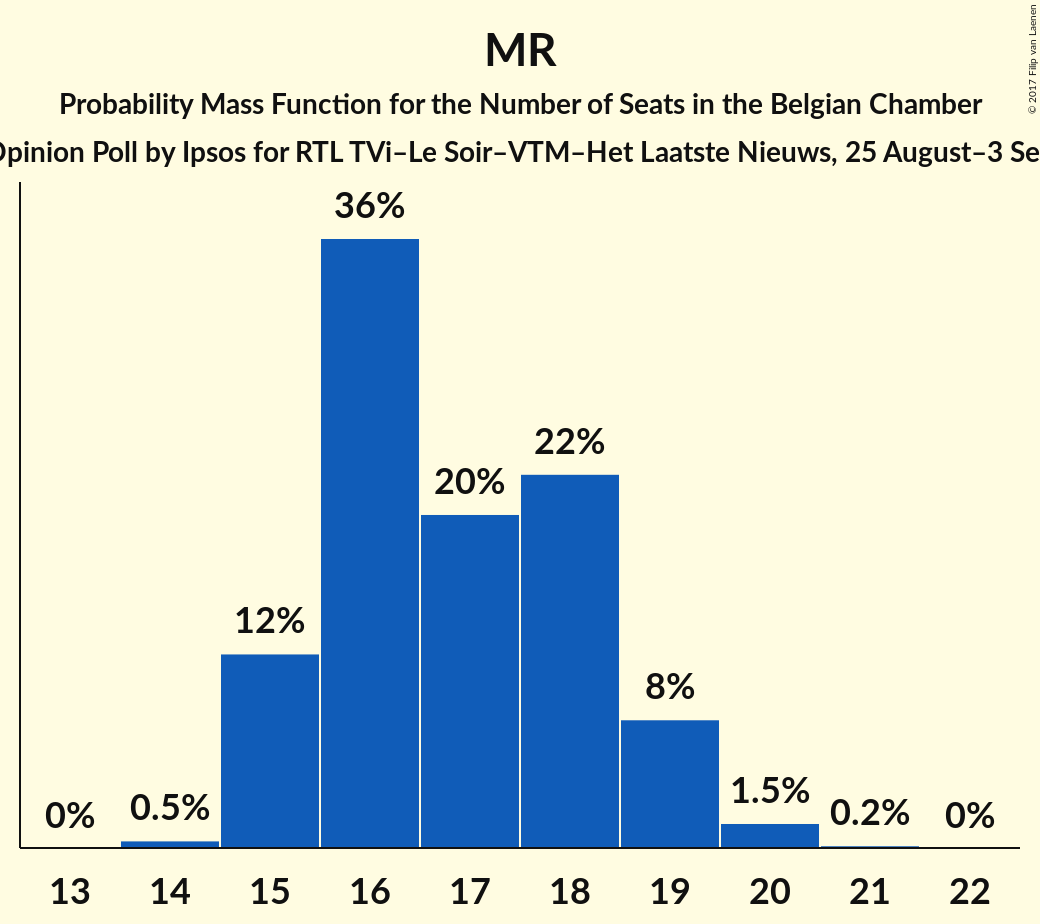 MR
Probability Mass Function for the Number of Seats in the Belgian Chamber
Opinion Poll by Ipsos for RTL TVi–Le Soir–VTM–Het Laatste Nieuws, 25 August–3 Se
© 2017 Filip van Laenen
36%
22%
20%
12%
8%
1.5%
0.5%
0.2%
0%
0%
13 14 15 16 17 18 19 20 21 22